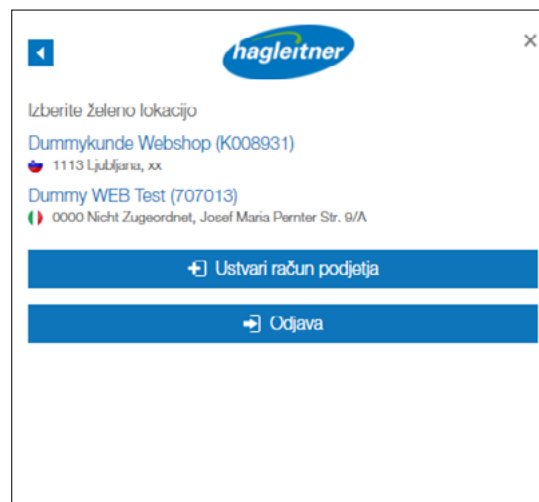 hagleitner
Izberite želeno lokacijo
Dummykunde Webshop (K008931)
1113 Ljubljana, xx
Dummy WEB Test (707013)
0000 Nicht Zugeordnet, Josef Maria Pernter Str. 9/A
Ustvari račun podjetja
Odjava